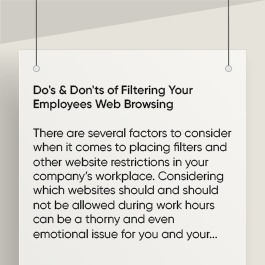 Do's & Don'ts of Filtering Your
Employees Web Browsing
There are several factors to consider
when it comes to placing filters and
other website restrictions in your
company's workplace. Considering
which websites should and should
not be allowed during work hours
can be a thorny and even
emotional issue for you and your...